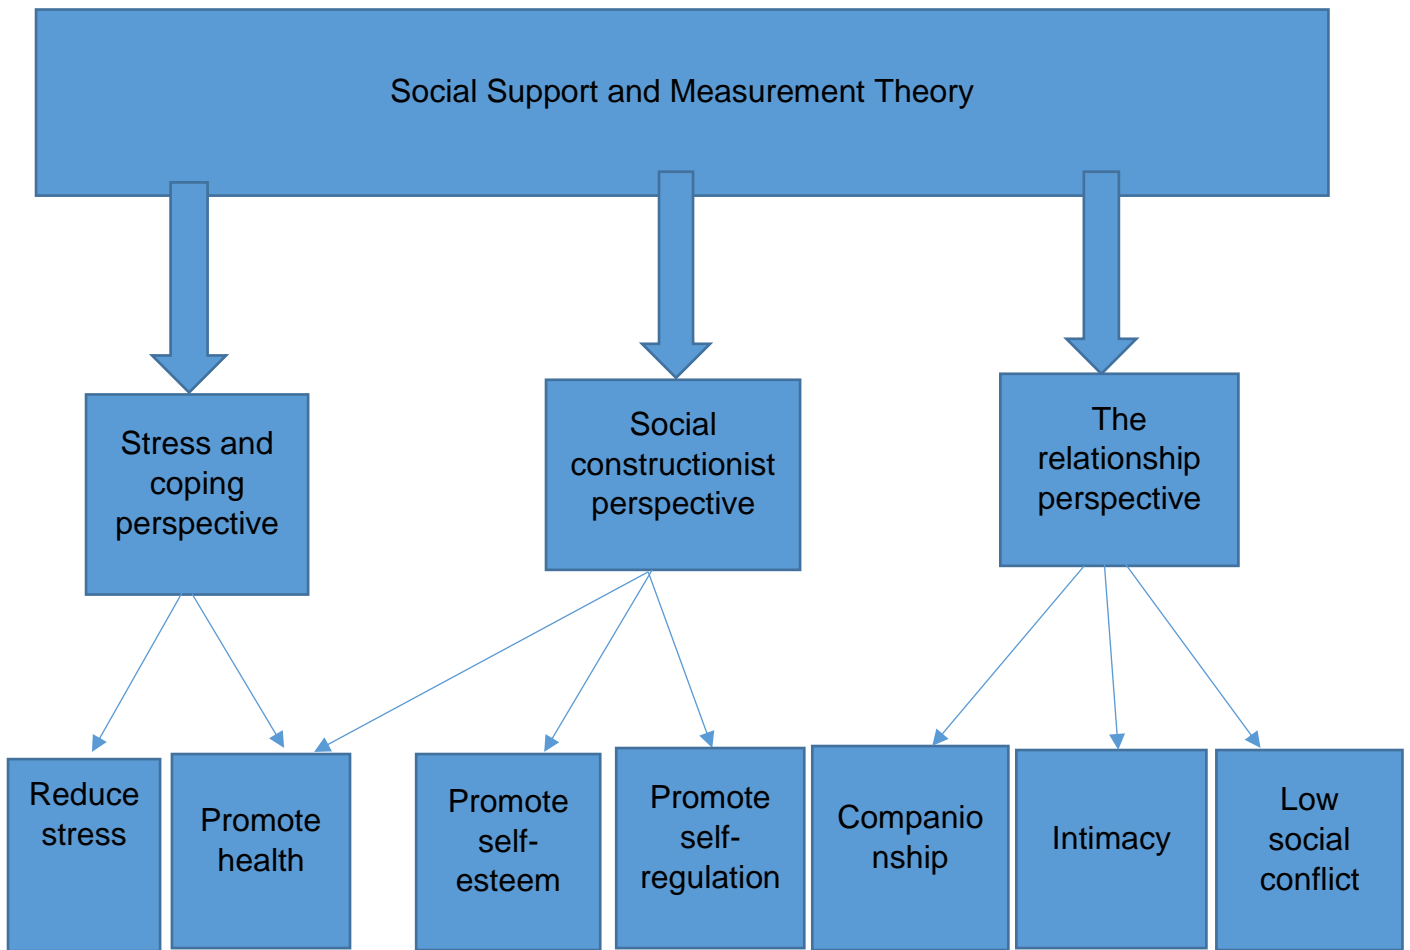 Social Support and Measurement Theory
Stress and
coping
perspective
Social
constructionist
perspective
The
relationship
perspective
Reduce
stress
Promote
health
Promote
self-
esteem
Promote
self-
regulation
Companio
nship
Intimacy
Low
social
conflict